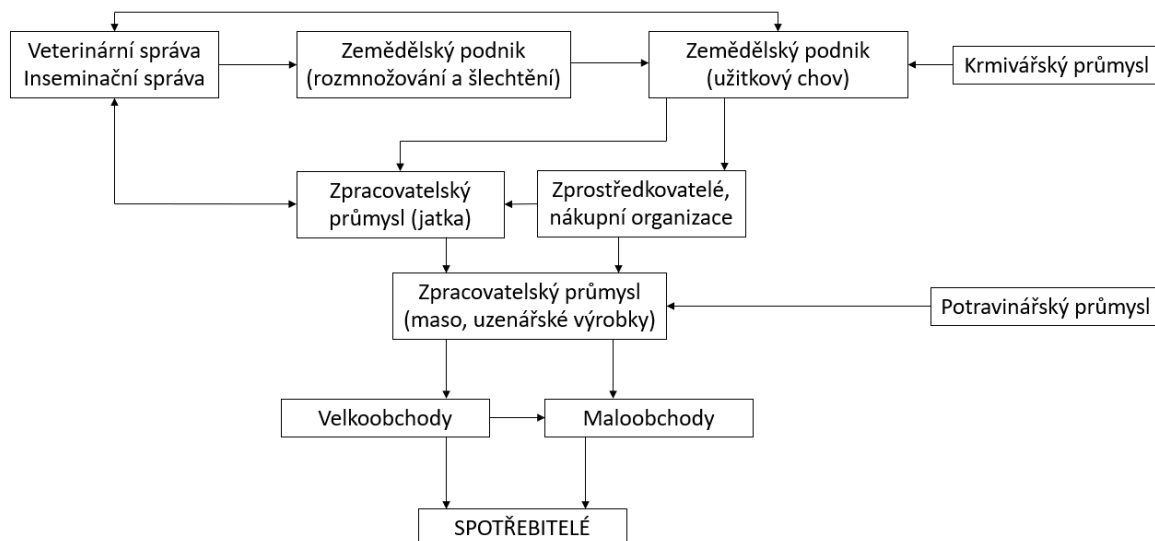 Veterinární správa
Inseminační správa
Zemědělský podnik
(rozmnožování a šlechtění)
Zemědělský podnik
(užitkový chov)
Krmivářský průmysl
Zpracovatelský
průmysl (jatka)
Zprostředkovatelé,
nákupní organizace
Zpracovatelský průmysl
(maso, uzenářské výrobky)
Potravinářský průmysl
Velkoobchody
Maloobchody
SPOTŘEBITELÉ